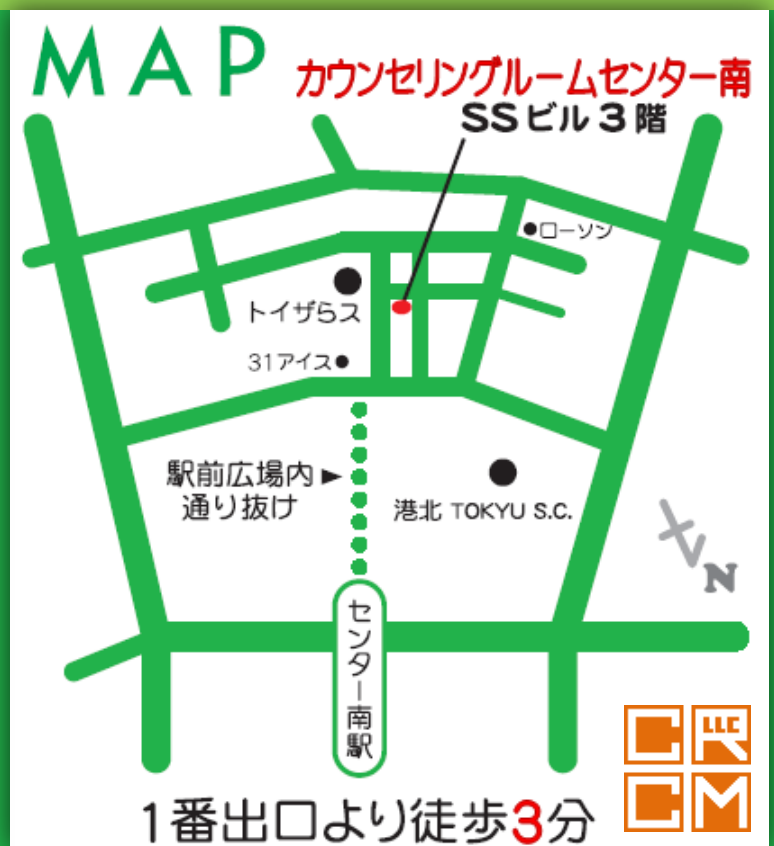 MAP
カウンセリングルームセンター南
SSビル3階
●ローソン
トイザらス
31アイス●
駅前広場内►
通り抜け
港北 TOKYU S.C.
N
センター南駅
1番出口より徒歩3分
C R LLC
C M